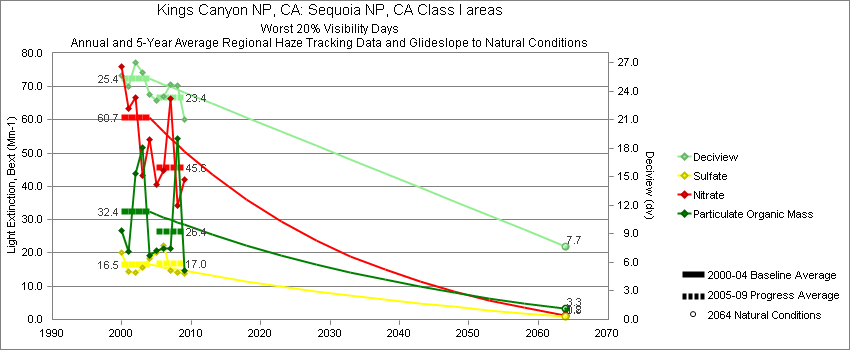 Kings Canyon NP, CA: Sequoia NP, CA Class I areas
Worst 20% Visibility Days
Annual and 5-Year Average Regional Haze Tracking Data and Glideslope to Natural Conditions
Light Extinction, Bext (Mm-1)
80.0
70.0
60.0
50.0
40.0
30.0
20.0
10.0
0.0
25.4
23.4
60.7
45.6
32.4
26.4
16.5
17.0
7.7
3.3
27.0
24.0
21.0
18.0
15.0
12.0
9.0
6.0
3.0
0.0
Deciview (dv)
1990 2000 2010 2020 2030 2040 2050 2060 2070
Deciview
Sulfate
Nitrate
Particulate Organic Mass
2000-04 Baseline Average
2005-09 Progress Average
2064 Natural Conditions